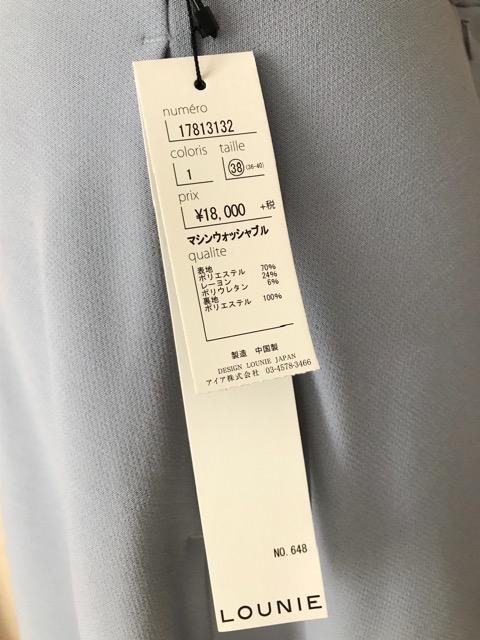 numéro
17813132
coloris taille
1 38 (36-40)
prix
¥18,000 +税
マシンウォッシャブル
qualite
表地
ポリエステル 70%
レーヨン 24%
ポリウレタン 6%
裏地
ポリエステル 100%
製造 中国製
DESIGN LOUNIE JAPAN
アイア株式会社 03-4578-3466
NO. 648
LOUNIE